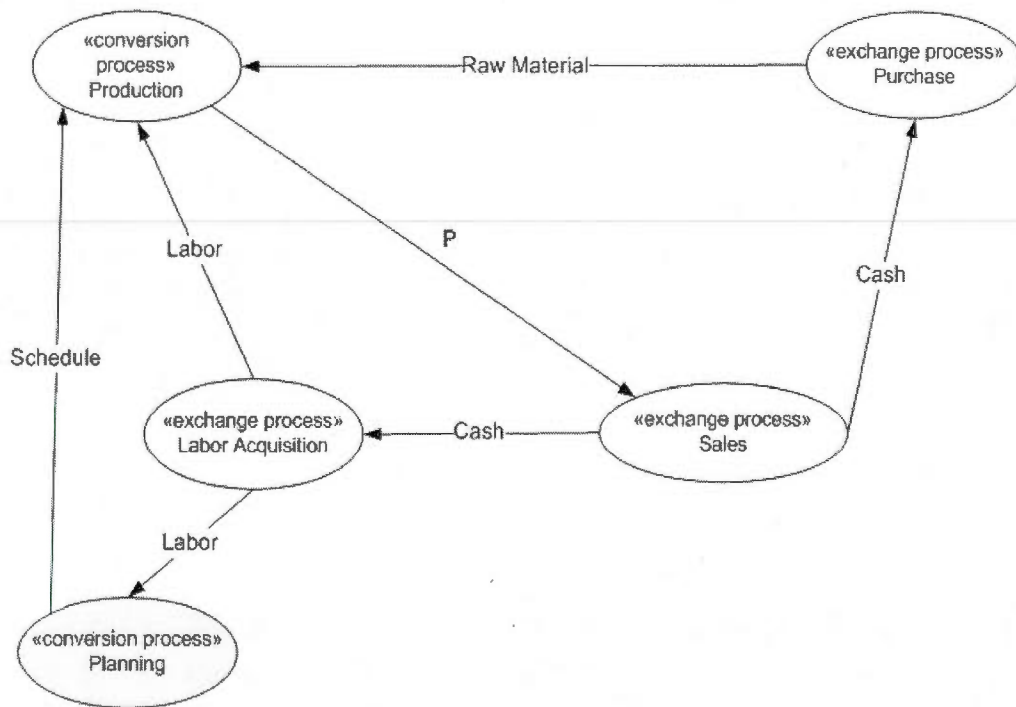 «conversion
process»
Production
«exchange process»
Purchase
Raw Material
P
Labor
Cash
Schedule
«exchange process»
Labor Acquisition
Cash
«exchange process»
Sales
Labor
«conversion process»
Planning